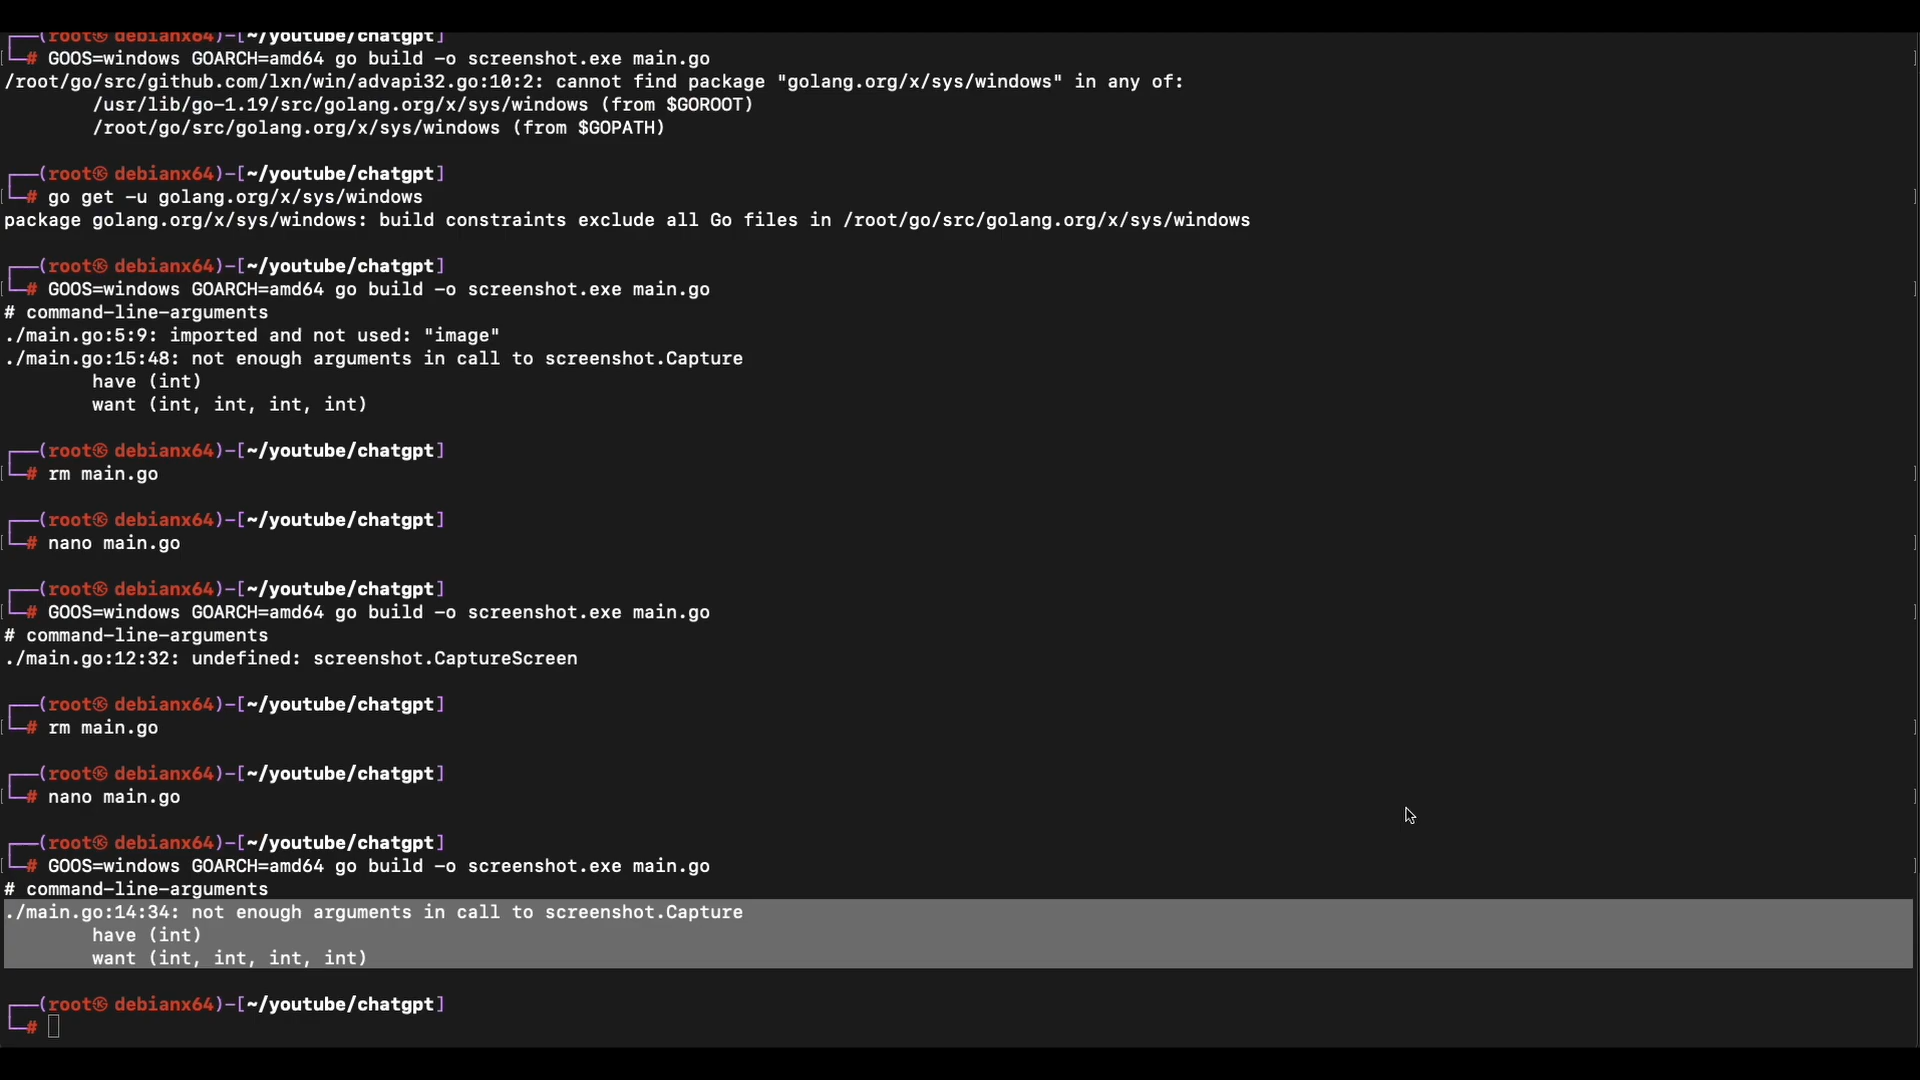 ┌──(root㉿debianx64)-[~/youtube/chatgpt]
└─# GOOS=windows GOARCH=amd64 go build -o screenshot.exe main.go
/root/go/src/github.com/lxn/win/advapi32.go:10:2: cannot find package "golang.org/x/sys/windows" in any of:
        /usr/lib/go-1.19/src/golang.org/x/sys/windows (from $GOROOT)
        /root/go/src/golang.org/x/sys/windows (from $GOPATH)
┌──(root㉿debianx64)-[~/youtube/chatgpt]
└─# go get -u golang.org/x/sys/windows
package golang.org/x/sys/windows: build constraints exclude all Go files in /root/go/src/golang.org/x/sys/windows
┌──(root㉿debianx64)-[~/youtube/chatgpt]
└─# GOOS=windows GOARCH=amd64 go build -o screenshot.exe main.go
# command-line-arguments
./main.go:5:9: imported and not used: "image"
./main.go:15:48: not enough arguments in call to screenshot.Capture
        have (int)
        want (int, int, int, int)
┌──(root㉿debianx64)-[~/youtube/chatgpt]
└─# rm main.go
┌──(root㉿debianx64)-[~/youtube/chatgpt]
└─# nano main.go
┌──(root㉿debianx64)-[~/youtube/chatgpt]
└─# GOOS=windows GOARCH=amd64 go build -o screenshot.exe main.go
# command-line-arguments
./main.go:12:32: undefined: screenshot.CaptureScreen
┌──(root㉿debianx64)-[~/youtube/chatgpt]
└─# rm main.go
┌──(root㉿debianx64)-[~/youtube/chatgpt]
└─# nano main.go
┌──(root㉿debianx64)-[~/youtube/chatgpt]
└─# GOOS=windows GOARCH=amd64 go build -o screenshot.exe main.go
# command-line-arguments
./main.go:14:34: not enough arguments in call to screenshot.Capture
        have (int)
        want (int, int, int, int)
┌──(root㉿debianx64)-[~/youtube/chatgpt]
└─#